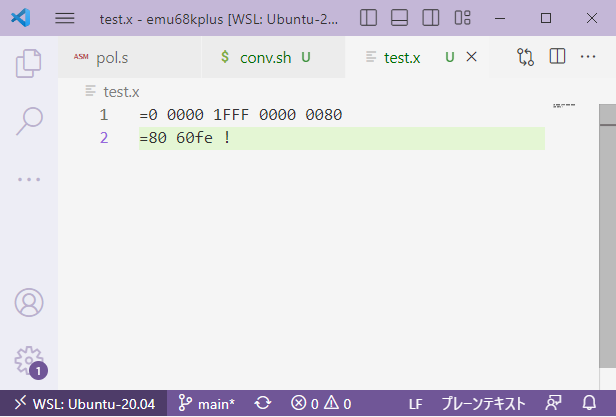 test.x - emu68kplus [WSL: Ubuntu-2...
ASM pol.s
$ conv.sh U
test.x U
test.x
1 =0 0000 1FFF 0000 0080
2 =80 60fe !
1
WSL: Ubuntu-20.04 main* 0 0 LF プレーンテキスト